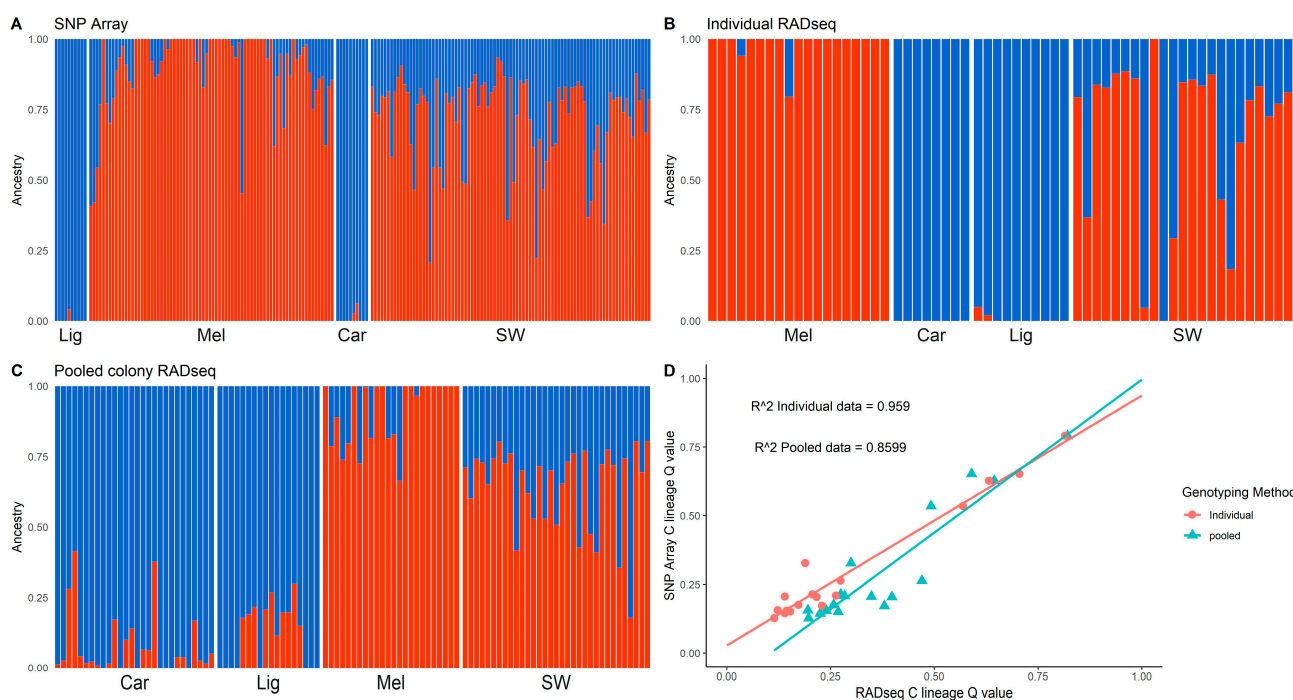 A SNP Array
1.00
0.75
0.50
0.25
0.00
Ancestry
Lig Mel Car SW
B Individual RADseq
1.00
0.75
0.50
0.25
0.00
Ancestry
Mel Car Lig SW
C Pooled colony RADseq
1.00
0.75
0.50
0.25
0.00
Ancestry
Car Lig Mel SW
D
1.00
0.75
0.50
0.25
0.00
SNP Array C lineage Q value
R^2 Individual data = 0.959
R^2 Pooled data = 0.8599
0.00 0.25 0.50 0.75 1.00
RADseq C lineage Q value
Genotyping Method
Individual
pooled